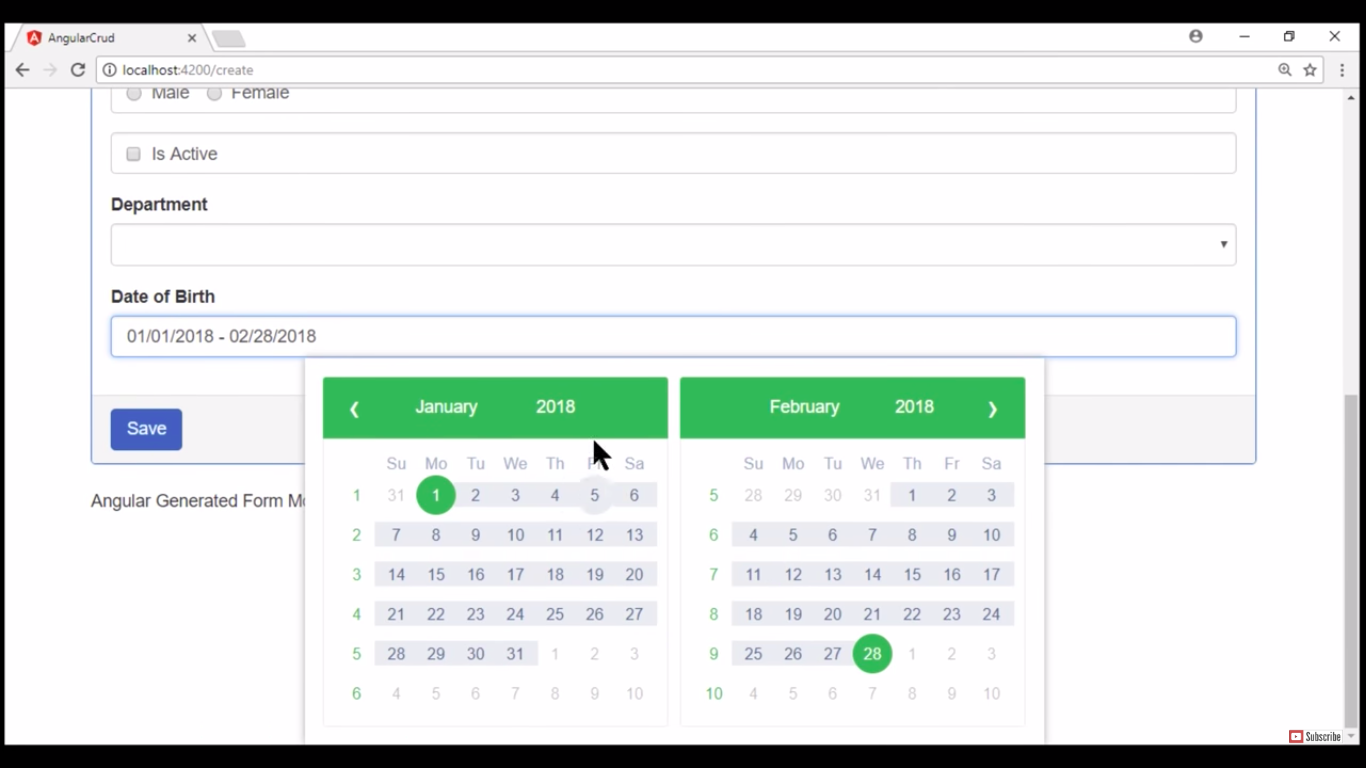 AngularCrud
localhost:4200/create
Male Female
Is Active
Department
Date of Birth
01/01/2018 - 02/28/2018
Save
Angular Generated Form
❮ January 2018
Su Mo Tu We Th Sa
1 31 1 2 3 4 5 6
2 7 8 9 10 11 12 13
3 14 15 16 17 18 19 20
4 21 22 23 24 25 26 27
5 28 29 30 31 1 2 3
6 4 5 6 7 8 9 10
February 2018 ❯
Su Mo Tu We Th Fr Sa
5 28 29 30 31 1 2 3
6 4 5 6 7 8 9 10
7 11 12 13 14 15 16 17
8 18 19 20 21 22 23 24
9 25 26 27 28 1 2 3
10 4 5 6 7 8 9 10
Subscribe